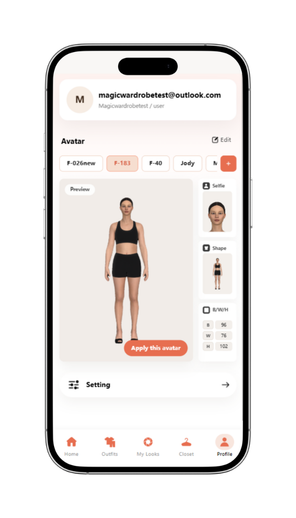 M
magicwardrobetest@outlook.com
Magicwardrobetest / user
Avatar
Edit
F-026new
F-183
F-40
Jody
+
Preview
Selfie
Shape
B/W/H
B 96
W 76
H 102
Apply this avatar
Setting
Home
Outfits
My Looks
Closet
Profile